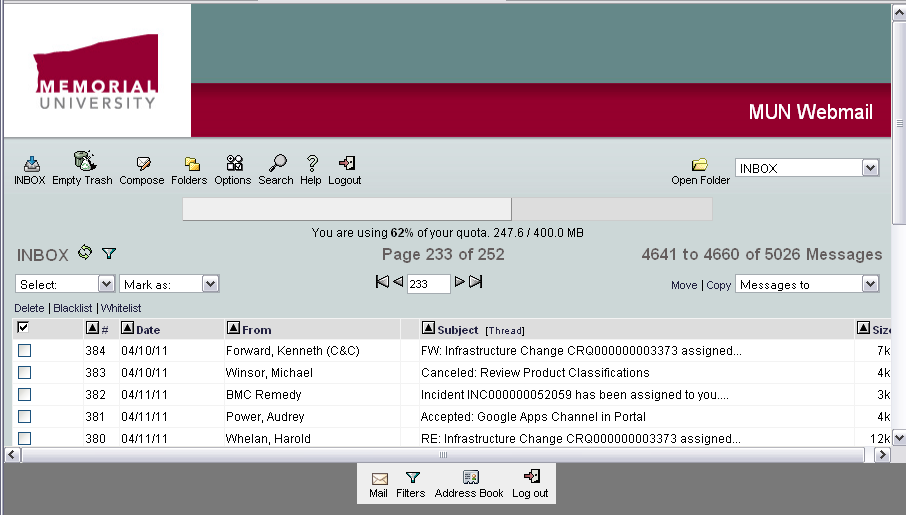 MEMORIAL
UNIVERSITY
MUN Webmail
INBOX Empty Trash Compose Folders Options Search Help Logout Open Folder INBOX
You are using 62% of your quota. 247.6 / 400.0 MB
INBOX Page 233 of 252 4641 to 4660 of 5026 Messages
Select: Mark as: 233 Move | Copy Messages to
Delete | Blacklist | Whitelist
# Date From Subject [Thread] Size
384 04/10/11 Forward, Kenneth (C&C) FW: Infrastructure Change CRQ000000003373 assigned... 7k
383 04/10/11 Winsor, Michael Canceled: Review Product Classifications 4k
382 04/11/11 BMC Remedy Incident INC000000052059 has been assigned to you.... 3k
381 04/11/11 Power, Audrey Accepted: Google Apps Channel in Portal 4k
380 04/11/11 Whelan, Harold RE: Infrastructure Change CRQ000000003373 assigned... 12k
Mail Filters Address Book Log out